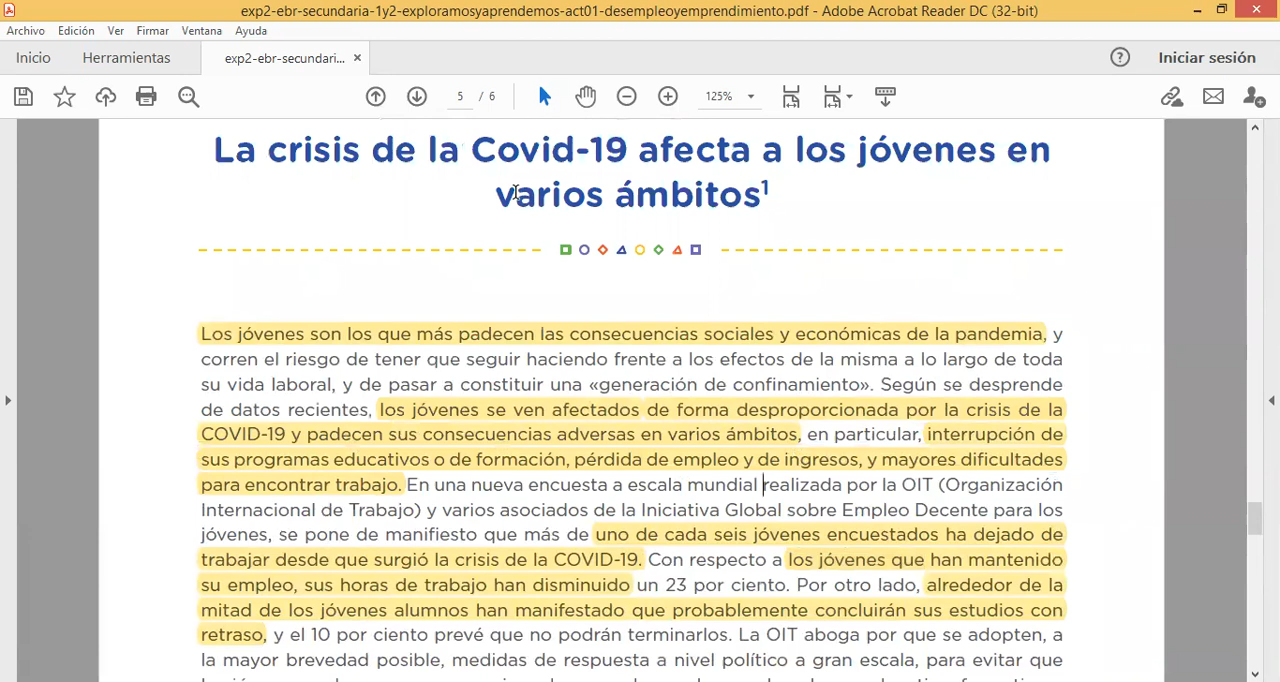 exp2-ebr-secundaria-1y2-exploramosyaprendemos-act01-desempleoyemprendimiento.pdf - Adobe Acrobat Reader DC (32-bit)
Archivo Edición Ver Firmar Ventana Ayuda
Inicio Herramientas exp2-ebr-secundari... × Iniciar sesión
5 / 6 125%
La crisis de la Covid-19 afecta a los jóvenes en
varios ámbitos¹
Los jóvenes son los que más padecen las consecuencias sociales y económicas de la pandemia, y
corren el riesgo de tener que seguir haciendo frente a los efectos de la misma a lo largo de toda
su vida laboral, y de pasar a constituir una «generación de confinamiento». Según se desprende
de datos recientes, los jóvenes se ven afectados de forma desproporcionada por la crisis de la
COVID-19 y padecen sus consecuencias adversas en varios ámbitos, en particular, interrupción de
sus programas educativos o de formación, pérdida de empleo y de ingresos, y mayores dificultades
para encontrar trabajo. En una nueva encuesta a escala mundial realizada por la OIT (Organización
Internacional de Trabajo) y varios asociados de la Iniciativa Global sobre Empleo Decente para los
jóvenes, se pone de manifiesto que más de uno de cada seis jóvenes encuestados ha dejado de
trabajar desde que surgió la crisis de la COVID-19. Con respecto a los jóvenes que han mantenido
su empleo, sus horas de trabajo han disminuido un 23 por ciento. Por otro lado, alrededor de la
mitad de los jóvenes alumnos han manifestado que probablemente concluirán sus estudios con
retraso, y el 10 por ciento prevé que no podrán terminarlos. La OIT aboga por que se adopten, a
la mayor brevedad posible, medidas de respuesta a nivel político a gran escala, para evitar que